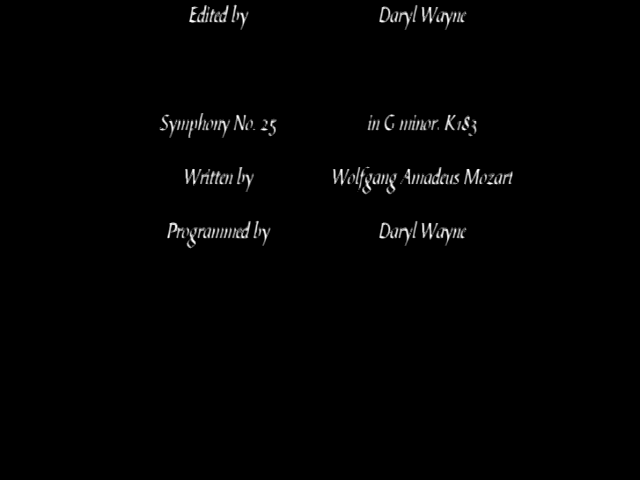 Edited by Daryl Wayne
Symphony No. 25 in G minor, K183
Written by Wolfgang Amadeus Mozart
Programmed by Daryl Wayne